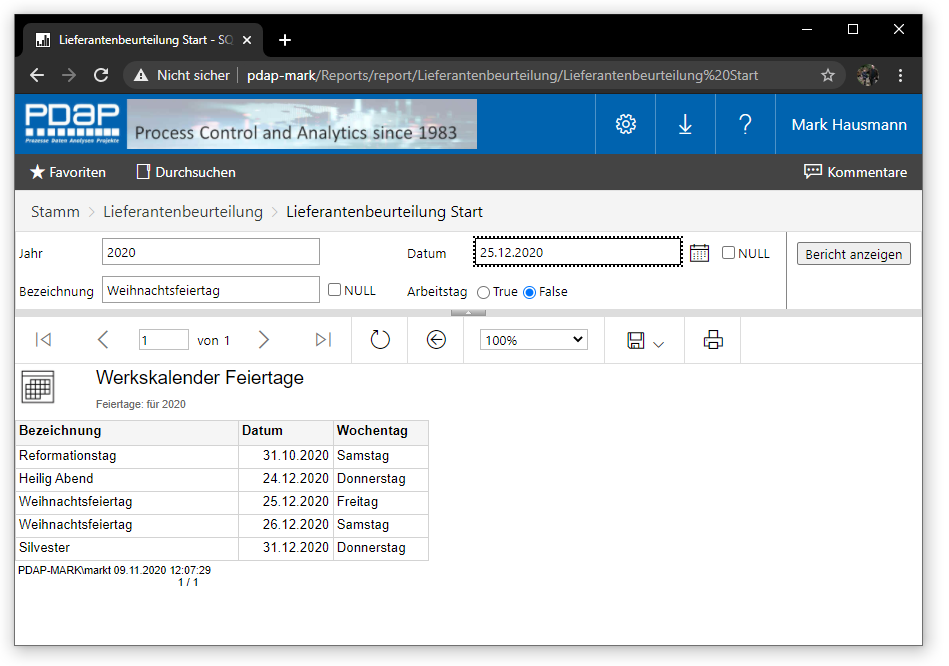 Lieferantenbeurteilung Start - SQ
Nicht sicher pdap-mark/Reports/report/Lieferantenbeurteilung/Lieferantenbeurteilung%20Start
PDAP
Prozesse Daten Analysen Projekte
Process Control and Analytics since 1983
? Mark Hausmann
Favoriten Durchsuchen Kommentare
Stamm > Lieferantenbeurteilung > Lieferantenbeurteilung Start
Jahr 2020 Datum 25.12.2020 NULL Bericht anzeigen
Bezeichnung Weihnachtsfeiertag NULL Arbeitstag True False
1 von 1 100%
Werkskalender Feiertage
Feiertage: für 2020
Bezeichnung Datum Wochentag
Reformationstag 31.10.2020 Samstag
Heilig Abend 24.12.2020 Donnerstag
Weihnachtsfeiertag 25.12.2020 Freitag
Weihnachtsfeiertag 26.12.2020 Samstag
Silvester 31.12.2020 Donnerstag
PDAP-MARK\markt 09.11.2020 12:07:29
1 / 1